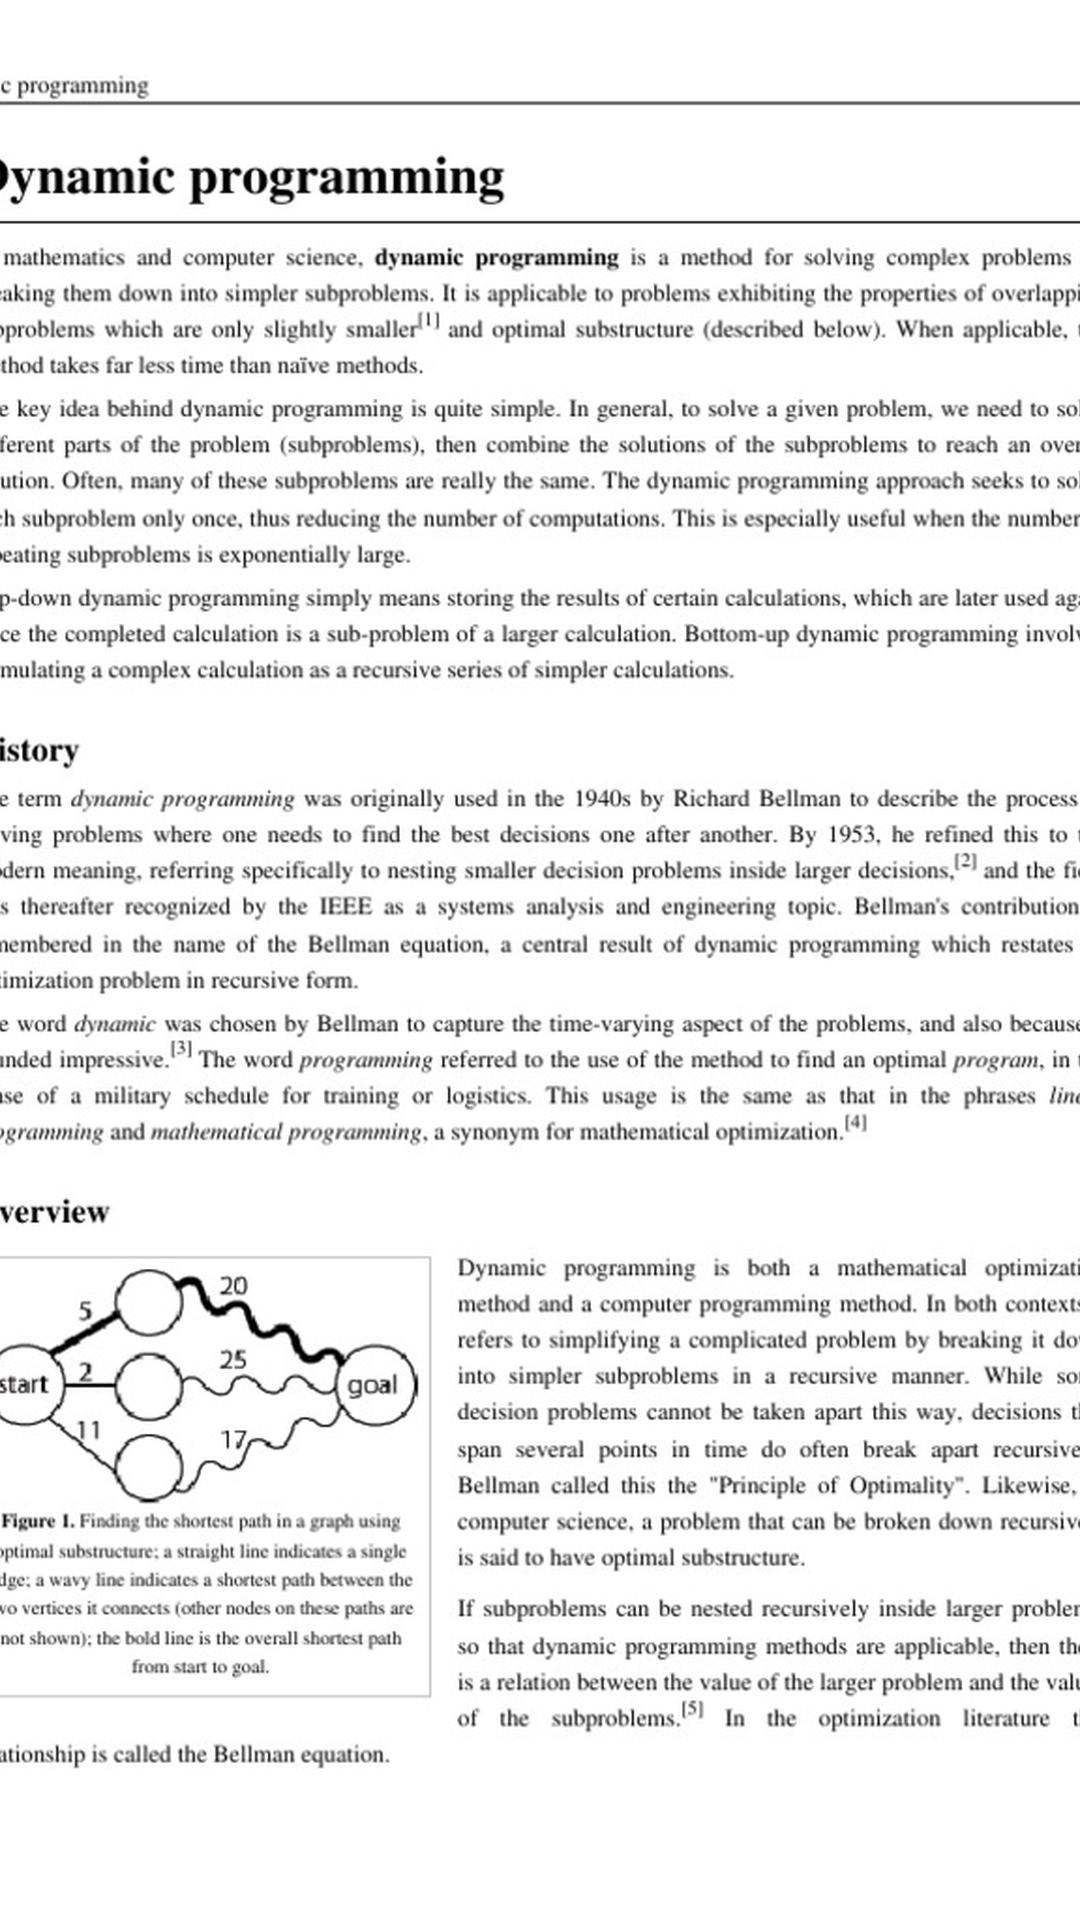 c programming
Dynamic programming
mathematics and computer science, dynamic programming is a method for solving complex problems
aking them down into simpler subproblems. It is applicable to problems exhibiting the properties of overlappi
problems which are only slightly smaller[1] and optimal substructure (described below). When applicable, t
thod takes far less time than naïve methods.
e key idea behind dynamic programming is quite simple. In general, to solve a given problem, we need to sol
ferent parts of the problem (subproblems), then combine the solutions of the subproblems to reach an over
ution. Often, many of these subproblems are really the same. The dynamic programming approach seeks to sol
ch subproblem only once, thus reducing the number of computations. This is especially useful when the number
eating subproblems is exponentially large.
p-down dynamic programming simply means storing the results of certain calculations, which are later used aga
ce the completed calculation is a sub-problem of a larger calculation. Bottom-up dynamic programming involv
mulating a complex calculation as a recursive series of simpler calculations.
istory
e term dynamic programming was originally used in the 1940s by Richard Bellman to describe the process
ving problems where one needs to find the best decisions one after another. By 1953, he refined this to t
dern meaning, referring specifically to nesting smaller decision problems inside larger decisions,[2] and the fie
s thereafter recognized by the IEEE as a systems analysis and engineering topic. Bellman's contribution
membered in the name of the Bellman equation, a central result of dynamic programming which restates
timization problem in recursive form.
e word dynamic was chosen by Bellman to capture the time-varying aspect of the problems, and also because
unded impressive.[3] The word programming referred to the use of the method to find an optimal program, in t
nse of a military schedule for training or logistics. This usage is the same as that in the phrases line
ogramming and mathematical programming, a synonym for mathematical optimization.[4]
verview
5
20
start
2
25
goal
11
17
Figure 1. Finding the shortest path in a graph using
optimal substructure; a straight line indicates a single
dge; a wavy line indicates a shortest path between the
wo vertices it connects (other nodes on these paths are
not shown); the bold line is the overall shortest path
from start to goal.
Dynamic programming is both a mathematical optimizati
method and a computer programming method. In both contexts
refers to simplifying a complicated problem by breaking it dow
into simpler subproblems in a recursive manner. While som
decision problems cannot be taken apart this way, decisions th
span several points in time do often break apart recursive
Bellman called this the "Principle of Optimality". Likewise,
computer science, a problem that can be broken down recursive
is said to have optimal substructure.
If subproblems can be nested recursively inside larger problem
so that dynamic programming methods are applicable, then the
is a relation between the value of the larger problem and the valu
of the subproblems.[5] In the optimization literature th
ationship is called the Bellman equation.